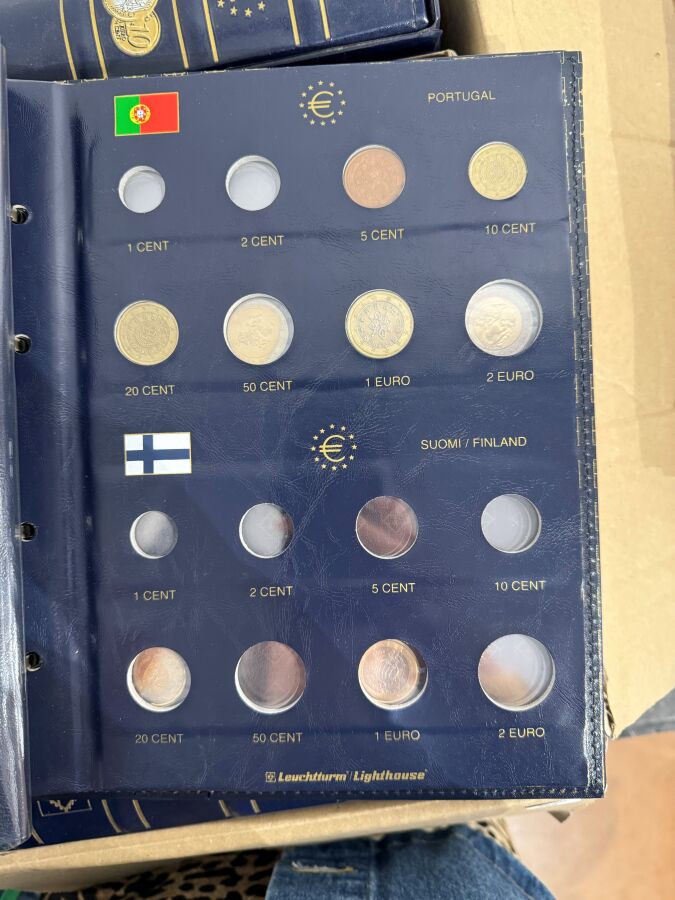 10
€
PORTUGAL
1 CENT 2 CENT 5 CENT 10 CENT
20 CENT 50 CENT 1 EURO 2 EURO
€
SUOMI / FINLAND
1 CENT 2 CENT 5 CENT 10 CENT
20 CENT 50 CENT 1 EURO 2 EURO
Leuchtturm Lighthouse